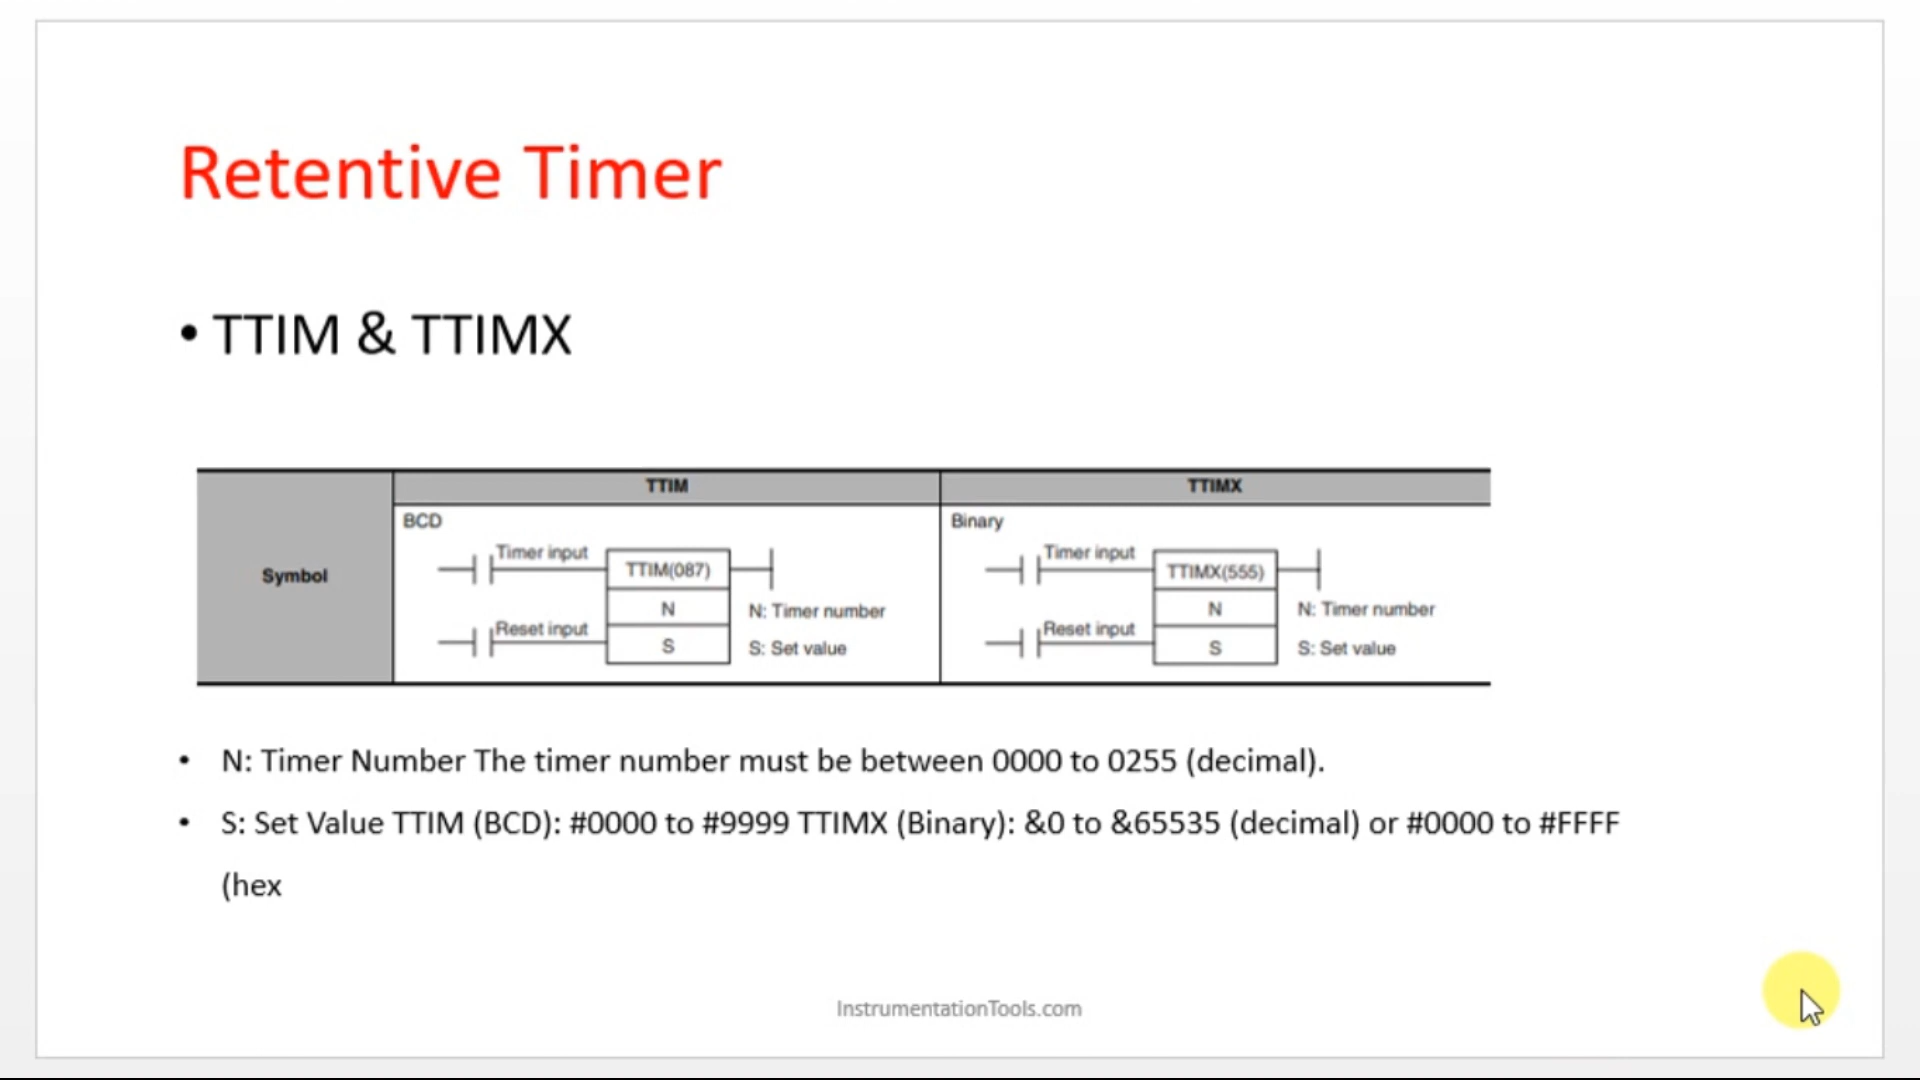 Retentive Timer
• TTIM & TTIMX
Symbol
TTIM
TTIMX
BCD
Timer input
TTIM(087)
N
N: Timer number
Reset input
S
S: Set value
Binary
Timer input
TTIMX(555)
N
N: Timer number
Reset input
S
S: Set value
• N: Timer Number The timer number must be between 0000 to 0255 (decimal).
• S: Set Value TTIM (BCD): #0000 to #9999 TTIMX (Binary): &0 to &65535 (decimal) or #0000 to #FFFF
(hex
InstrumentationTools.com